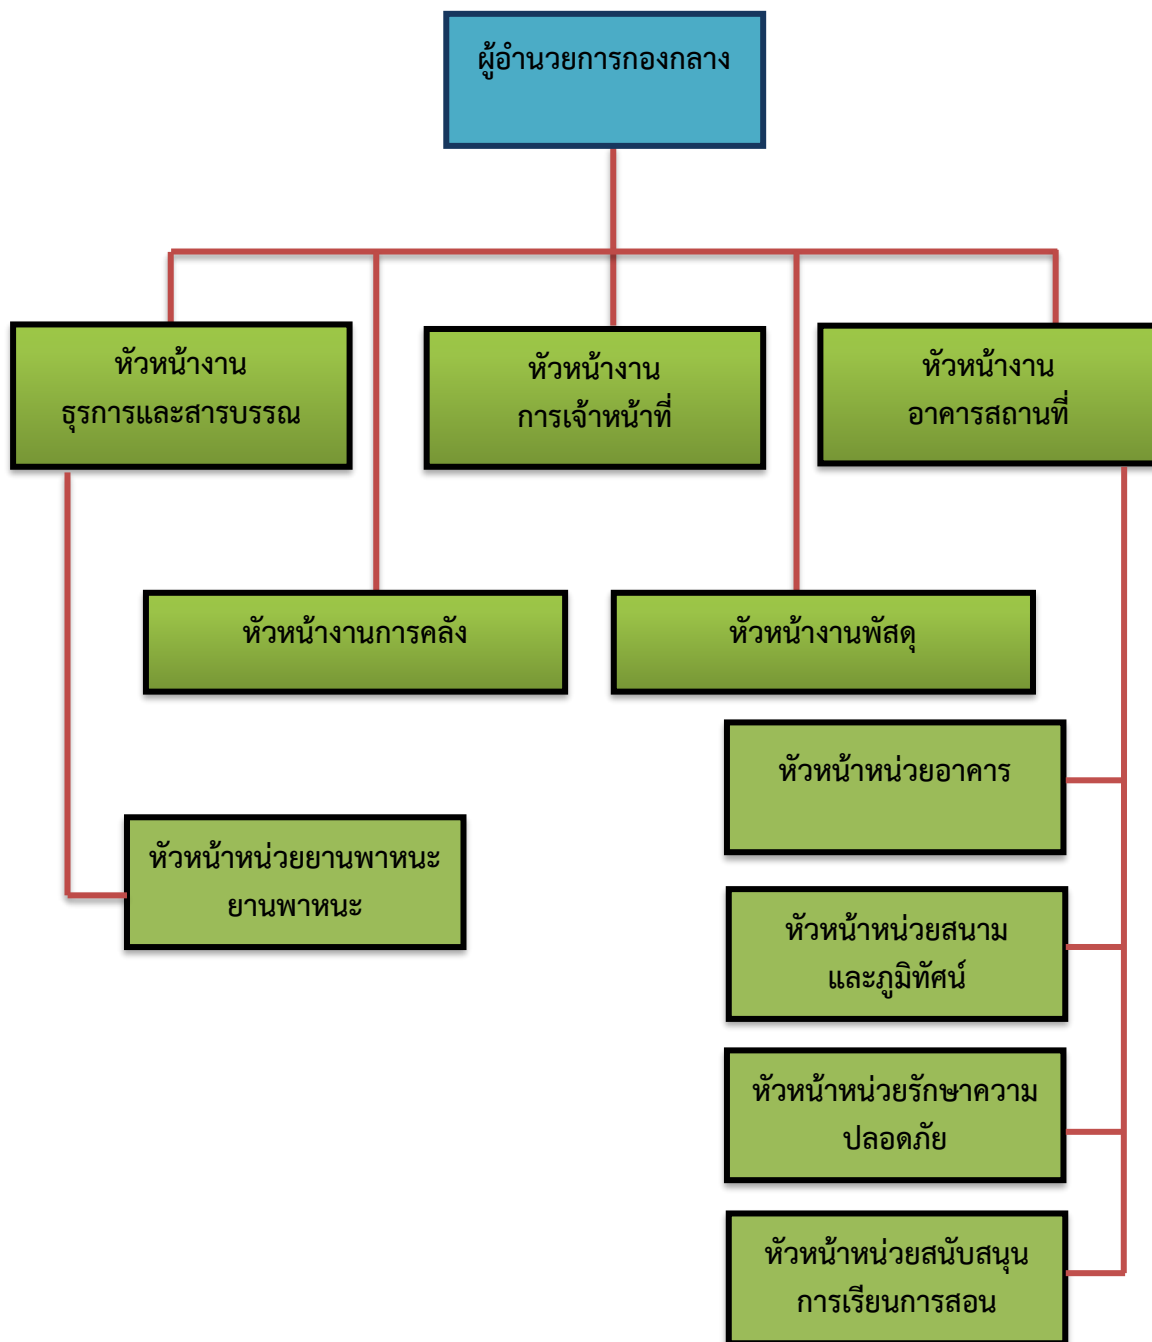 ผู้อำนวยการกองกลาง
หัวหน้างาน
ธุรการและสารบรรณ
หัวหน้างาน
การเจ้าหน้าที่
หัวหน้างาน
อาคารสถานที่
หัวหน้างานการคลัง
หัวหน้างานพัสดุ
หัวหน้าหน่วยยานพาหนะ
ยานพาหนะ
หัวหน้าหน่วยอาคาร
หัวหน้าหน่วยสนาม
และภูมิทัศน์
หัวหน้าหน่วยรักษาความ
ปลอดภัย
หัวหน้าหน่วยสนับสนุน
การเรียนการสอน